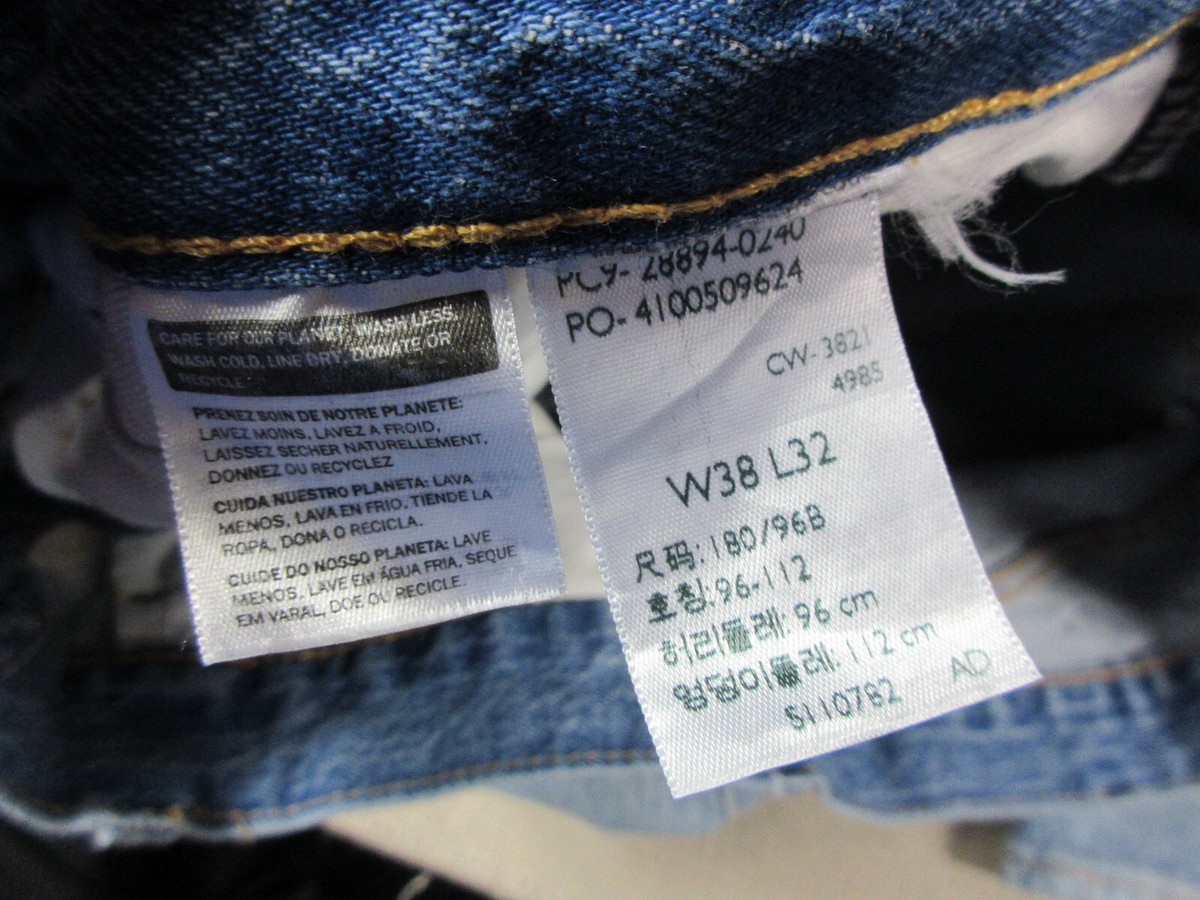 CARE FOR OUR PLANET, WASH LESS,
WASH COLD, LINE DRY, DONATE OR
RECYCLE
PRENEZ SOIN DE NOTRE PLANETE:
LAVEZ MOINS, LAVEZ A FROID,
LAISSEZ SECHER NATURELLEMENT,
DONNEZ OU RECYCLEZ
CUIDA NUESTRO PLANETA: LAVA
MENOS, LAVA EN FRIO, TIENDE LA
ROPA, DONA O RECICLA.
CUIDE DO NOSSO PLANETA: LAVE
MENOS, LAVE EM ÁGUA FRIA, SEQUE
EM VARAL, DOE OU RECICLE.
PC9- 28894-0240
PO- 4100509624
CW- 3821
4985
W38 L32
尺码: 180/96B
호칭: 96-112
허리둘레: 96 cm
엉덩이둘레: 112 cm
S110782 AD